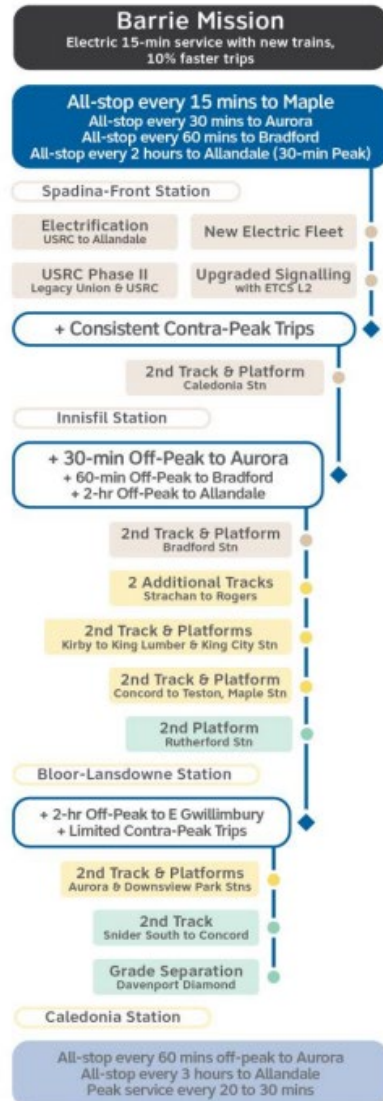 Barrie Mission
Electric 15-min service with new trains,
10% faster trips
All-stop every 15 mins to Maple
All-stop every 30 mins to Aurora
All-stop every 60 mins to Bradford
All-stop every 2 hours to Allandale (30-min Peak)
Spadina-Front Station
Electrification
USRC to Allandale
New Electric Fleet
USRC Phase II
Legacy Union & USRC
Upgraded Signalling
with ETCS L2
+ Consistent Contra-Peak Trips
2nd Track & Platform
Caledonia Stn
Innisfil Station
+ 30-min Off-Peak to Aurora
+ 60-min Off-Peak to Bradford
+ 2-hr Off-Peak to Allandale
2nd Track & Platform
Bradford Stn
2 Additional Tracks
Strachan to Rogers
2nd Track & Platforms
Kirby to King Lumber & King City Stn
2nd Track & Platform
Concord to Teston, Maple Stn
2nd Platform
Rutherford Stn
Bloor-Lansdowne Station
+ 2-hr Off-Peak to E Gwillimbury
+ Limited Contra-Peak Trips
2nd Track & Platforms
Aurora & Downsview Park Stns
2nd Track
Snider South to Concord
Grade Separation
Davenport Diamond
Caledonia Station
All-stop every 60 mins off-peak to Aurora
All-stop every 3 hours to Allandale
Peak service every 20 to 30 mins